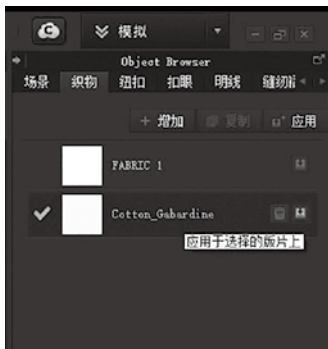 模拟
Object Browser
场景 织物 纽扣 扣眼 明线
+ 增加 复制 应用
FABRIC 1
Cotton_Gabardine
应用于选择的版片上